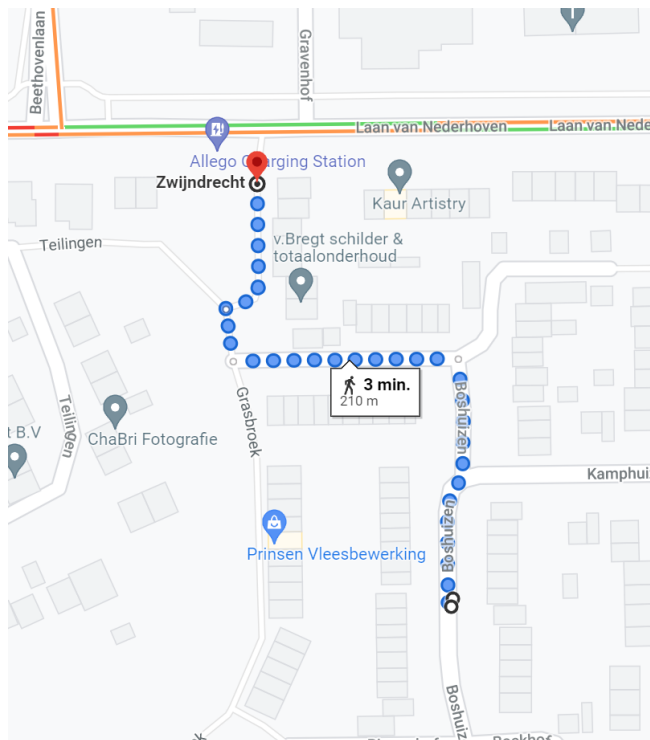 Beethovenlaan
Gravenhof
Laan van Nederhoven
Laan van Nede
Allego Charging Station
Zwijndrecht
Kaur Artistry
Teilingen
v.Bregt schilder &
totaalonderhoud
3 min.
210 m
Boshuizen
Grasbroek
Teilingen
t B.V
ChaBri Fotografie
Kamphui
Boshuizen
Prinsen Vleesbewerking
Boshuiz